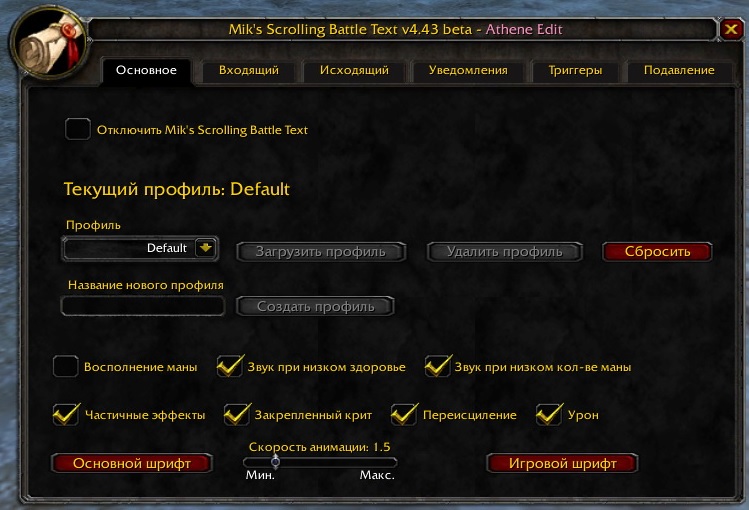 Mik's Scrolling Battle Text v4.43 beta - Athene Edit
Основное Входящий Исходящий Уведомления Триггеры Подавление
Отключить Mik's Scrolling Battle Text
Текущий профиль: Default
Профиль
Default Загрузить профиль Удалить профиль Сбросить
Название нового профиля
Создать профиль
Восполнение маны Звук при низком здоровье Звук при низком кол-ве маны
Частичные эффекты Закрепленный крит Переисциление Урон
Скорость анимации: 1.5
Основной шрифт Игровой шрифт
Мин. Макс.